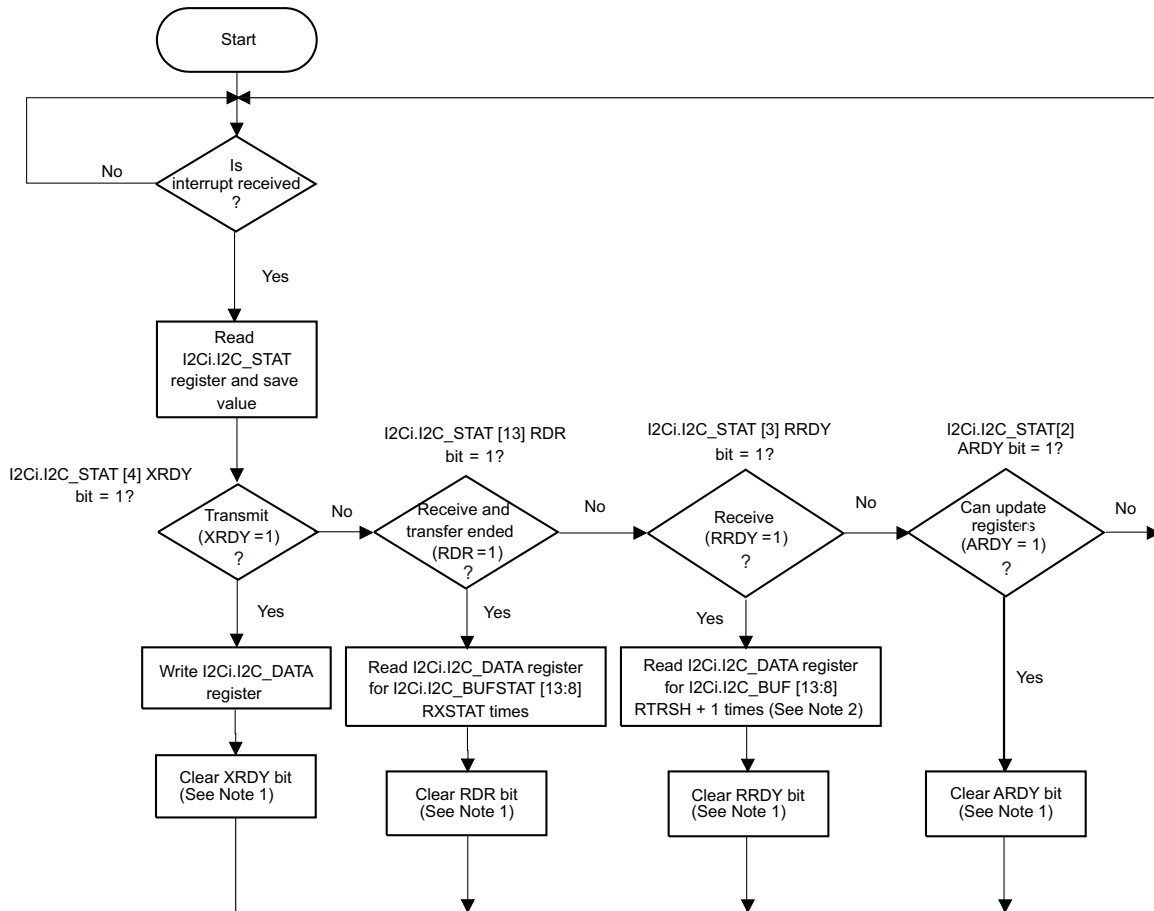 Start
No
Is
interrupt received
?
Yes
Read
I2Ci.I2C_STAT
register and save
value
I2Ci.I2C_STAT [4] XRDY
bit = 1?
Transmit
(XRDY =1)
?
No
Yes
Write I2Ci.I2C_DATA
register
Clear XRDY bit
(See Note 1)
I2Ci.I2C_STAT [13] RDR
bit = 1?
Receive and
transfer ended
(RDR =1)
?
No
Yes
Read I2Ci.I2C_DATA register
for I2Ci.I2C_BUFSTAT [13:8]
RXSTAT times
Clear RDR bit
(See Note 1)
I2Ci.I2C_STAT [3] RRDY
bit = 1?
Receive
(RRDY=1)
?
No
Yes
Read I2Ci.I2C_DATA register
for I2Ci.I2C_BUF [13:8]
RTRSH + 1 times (See Note 2)
Clear RRDY bit
(See Note 1)
I2Ci.I2C_STAT[2]
ARDY bit = 1?
Can update
registers
(ARDY = 1)
?
No
Yes
Clear ARDY bit
(See Note 1)